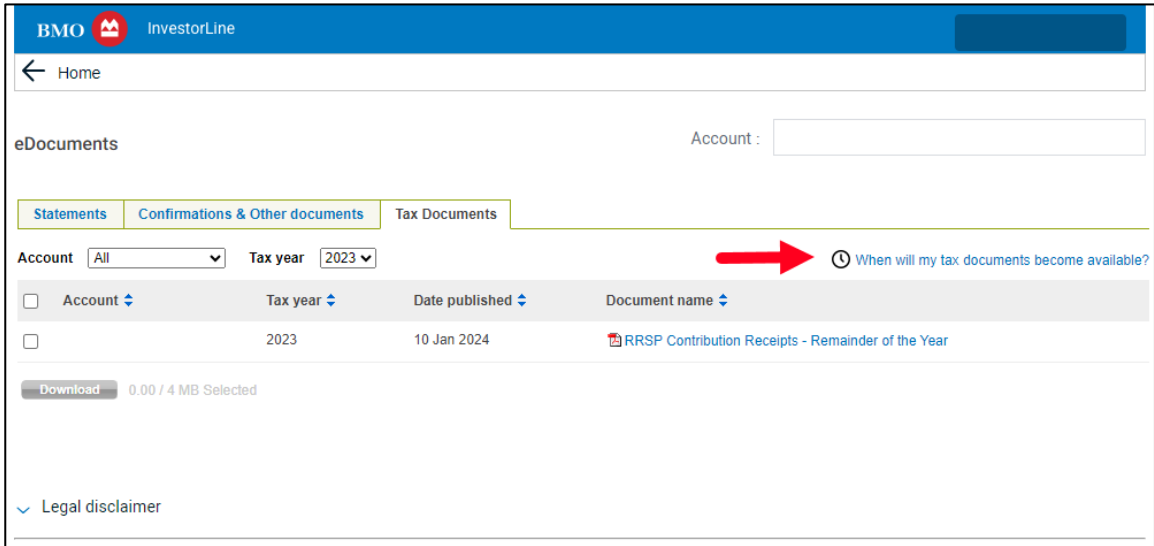 BMO InvestorLine
Home
eDocuments
Account :
Statements Confirmations & Other documents Tax Documents
Account All Tax year 2023 When will my tax documents become available?
Account Tax year Date published Document name
2023 10 Jan 2024 RRSP Contribution Receipts - Remainder of the Year
Download 0.00 / 4 MB Selected
Legal disclaimer